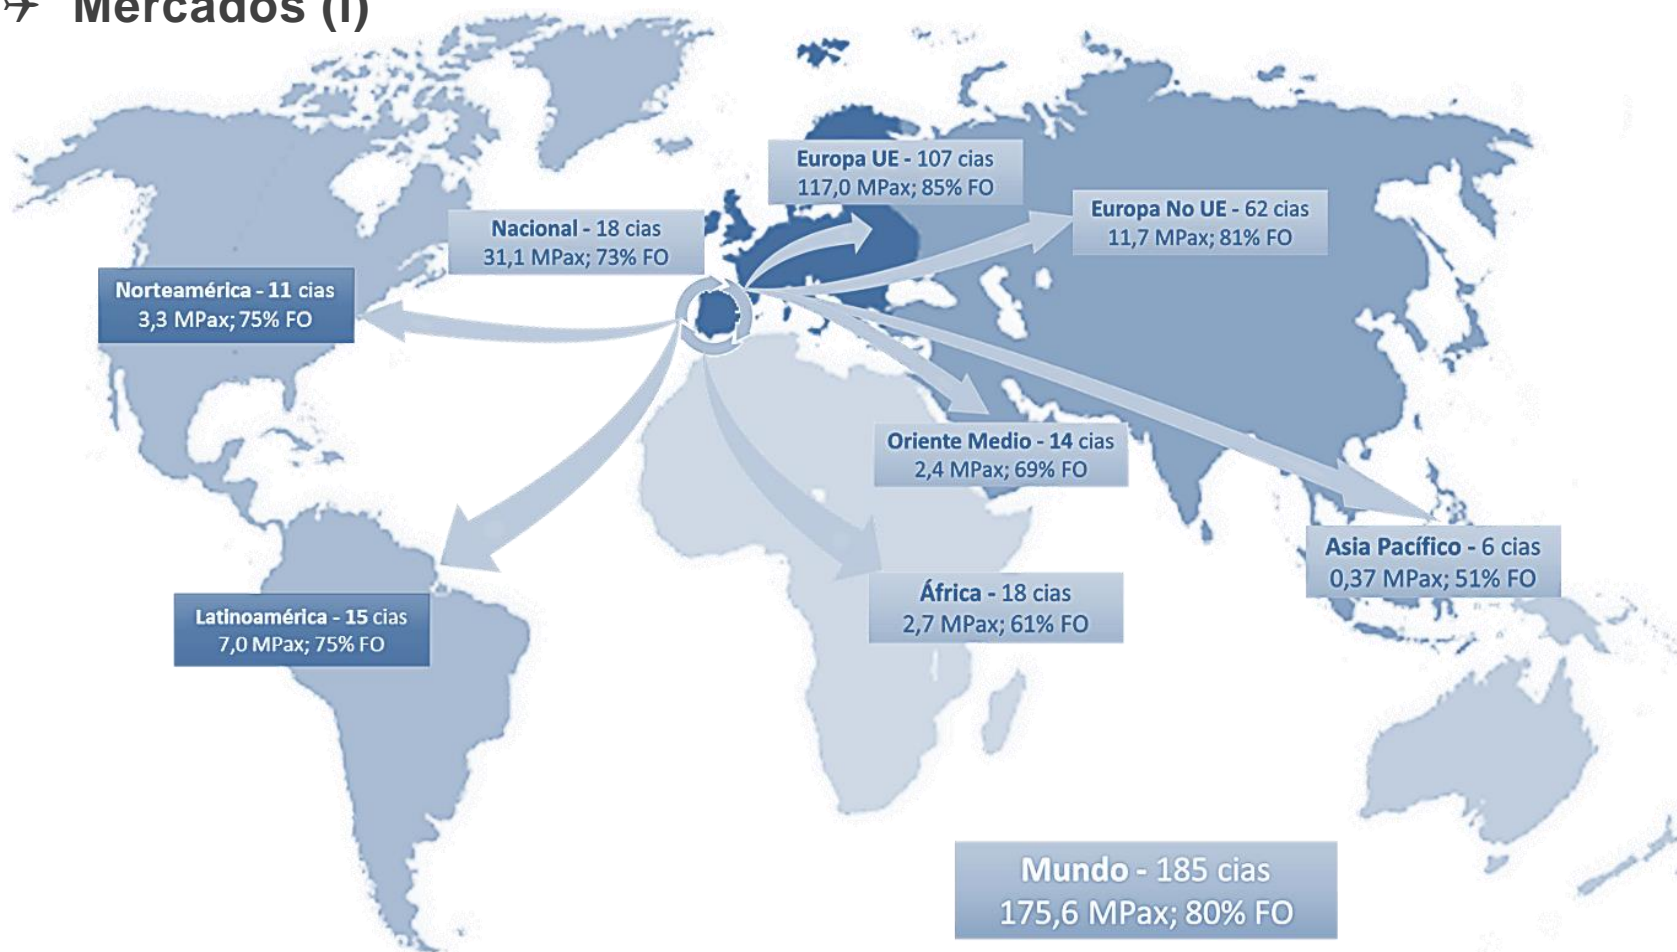 Mercados (I)
Europa UE - 107 cias
117,0 MPax; 85% FO
Europa No UE - 62 cias
11,7 MPax; 81% FO
Nacional - 18 cias
31,1 MPax; 73% FO
Norteamérica - 11 cias
3,3 MPax; 75% FO
Oriente Medio - 14 cias
2,4 MPax; 69% FO
Asia Pacífico - 6 cias
0,37 MPax; 51% FO
África - 18 cias
2,7 MPax; 61% FO
Latinoamérica - 15 cias
7,0 MPax; 75% FO
Mundo - 185 cias
175,6 MPax; 80% FO